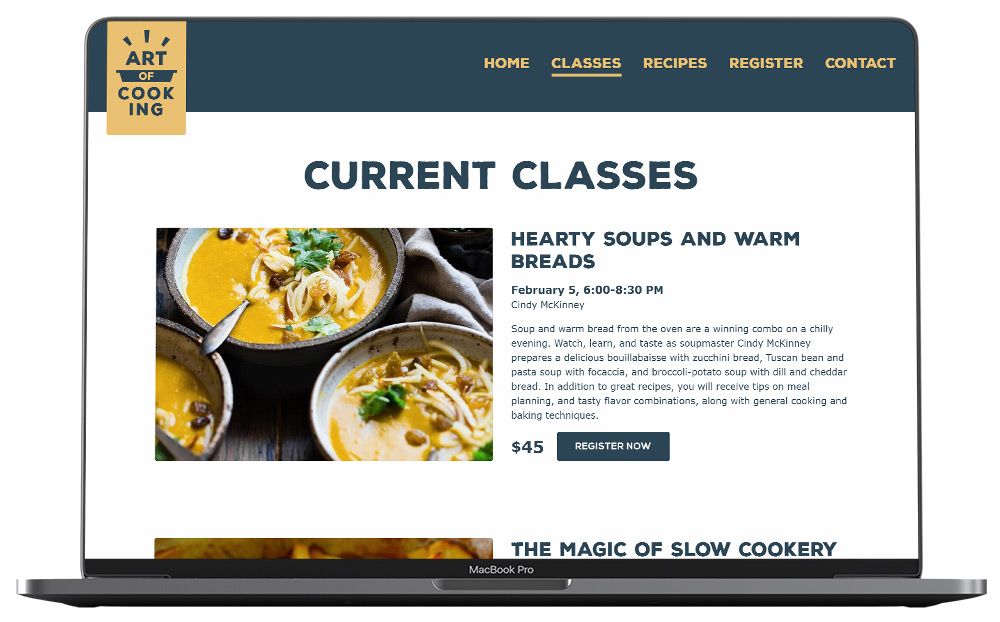 ART
OF
COOK
ING
HOME CLASSES RECIPES REGISTER CONTACT
CURRENT CLASSES
HEARTY SOUPS AND WARM
BREADS
February 5, 6:00-8:30 PM
Cindy McKinney
Soup and warm bread from the oven are a winning combo on a chilly
evening. Watch, learn, and taste as soupmaster Cindy McKinney
prepares a delicious bouillabaisse with zucchini bread, Tuscan bean and
pasta soup with focaccia, and broccoli-potato soup with dill and cheddar
bread. In addition to great recipes, you will receive tips on meal
planning, and tasty flavor combinations, along with general cooking and
baking techniques.
$45 REGISTER NOW
THE MAGIC OF SLOW COOKERY
MacBook Pro